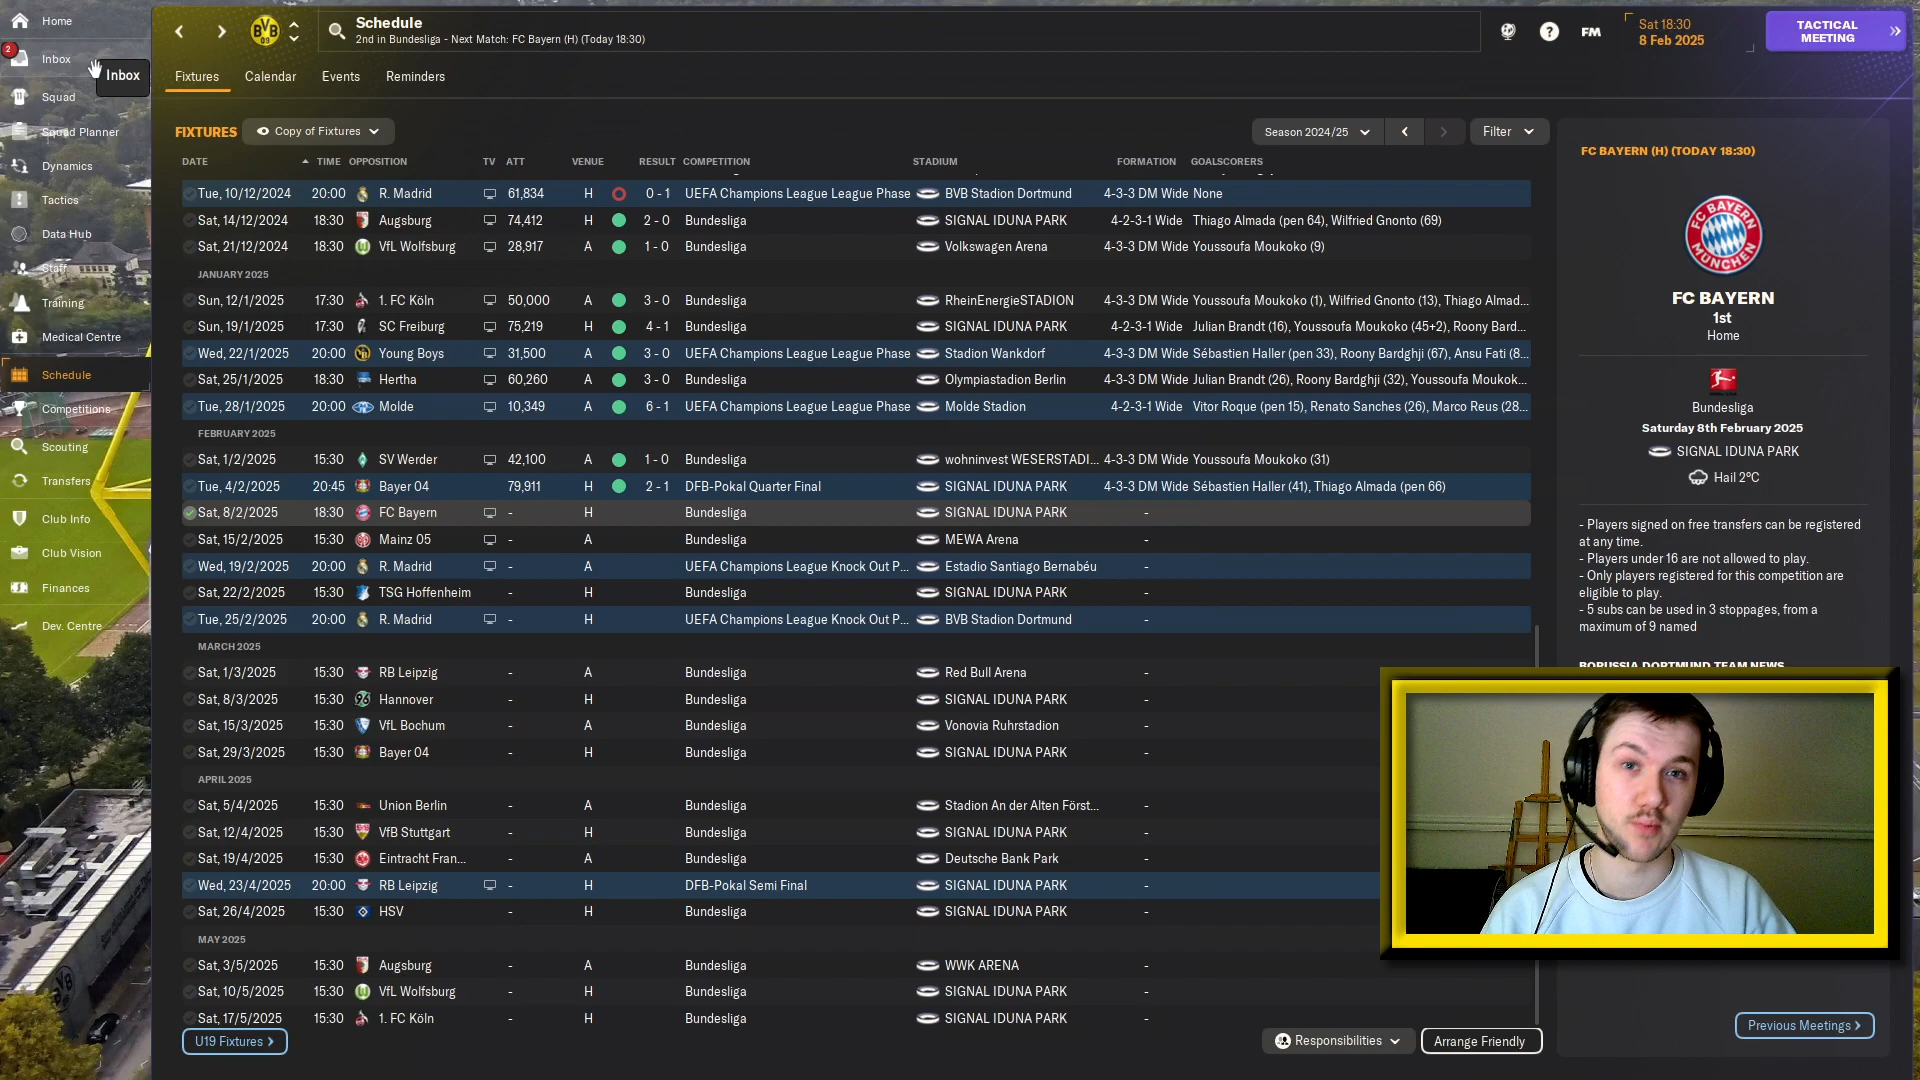 Home
2
Inbox
Inbox
Squad
Squad Planner
Dynamics
Tactics
Data Hub
Staff
Training
Medical Centre
Schedule
Competitions
Scouting
Transfers
Club Info
Club Vision
Finances
Dev. Centre
BVB 09
Schedule
2nd in Bundesliga - Next Match: FC Bayern (H) (Today 18:30)
? FM
Sat 18:30
8 Feb 2025
TACTICAL
MEETING
Fixtures Calendar Events Reminders
FIXTURES Copy of Fixtures Season 2024/25 Filter
DATE TIME OPPOSITION TV ATT VENUE RESULT COMPETITION STADIUM FORMATION GOALSCORERS
Tue, 10/12/2024 20:00 R. Madrid 61,834 H 0 - 1 UEFA Champions League League Phase BVB Stadion Dortmund 4-3-3 DM Wide None
Sat, 14/12/2024 18:30 Augsburg 74,412 H 2 - 0 Bundesliga SIGNAL IDUNA PARK 4-2-3-1 Wide Thiago Almada (pen 64), Wilfried Gnonto (69)
Sat, 21/12/2024 18:30 VfL Wolfsburg 28,917 A 1 - 0 Bundesliga Volkswagen Arena 4-3-3 DM Wide Youssoufa Moukoko (9)
JANUARY 2025
Sun, 12/1/2025 17:30 1. FC Köln 50,000 A 3 - 0 Bundesliga RheinEnergieSTADION 4-3-3 DM Wide Youssoufa Moukoko (1), Wilfried Gnonto (13), Thiago Almad...
Sun, 19/1/2025 17:30 SC Freiburg 75,219 H 4 - 1 Bundesliga SIGNAL IDUNA PARK 4-2-3-1 Wide Julian Brandt (16), Youssoufa Moukoko (45+2), Roony Bard...
Wed, 22/1/2025 20:00 Young Boys 31,500 A 3 - 0 UEFA Champions League League Phase Stadion Wankdorf 4-3-3 DM Wide Sébastien Haller (pen 33), Roony Bardghji (67), Ansu Fati (8...
Sat, 25/1/2025 18:30 Hertha 60,260 A 3 - 0 Bundesliga Olympiastadion Berlin 4-3-3 DM Wide Julian Brandt (26), Roony Bardghji (32), Youssoufa Moukok...
Tue, 28/1/2025 20:00 Molde 10,349 A 6 - 1 UEFA Champions League League Phase Molde Stadion 4-2-3-1 Wide Vitor Roque (pen 15), Renato Sanches (26), Marco Reus (28...
FEBRUARY 2025
Sat, 1/2/2025 15:30 SV Werder 42,100 A 1 - 0 Bundesliga wohninvest WESERSTADI... 4-3-3 DM Wide Youssoufa Moukoko (31)
Tue, 4/2/2025 20:45 Bayer 04 79,911 H 2 - 1 DFB-Pokal Quarter Final SIGNAL IDUNA PARK 4-3-3 DM Wide Sébastien Haller (41), Thiago Almada (pen 66)
Sat, 8/2/2025 18:30 FC Bayern - H Bundesliga SIGNAL IDUNA PARK -
Sat, 15/2/2025 15:30 Mainz 05 - A Bundesliga MEWA Arena -
Wed, 19/2/2025 20:00 R. Madrid - A UEFA Champions League Knock Out P... Estadio Santiago Bernabéu -
Sat, 22/2/2025 15:30 TSG Hoffenheim - H Bundesliga SIGNAL IDUNA PARK -
Tue, 25/2/2025 20:00 R. Madrid - H UEFA Champions League Knock Out P... BVB Stadion Dortmund -
MARCH 2025
Sat, 1/3/2025 15:30 RB Leipzig - A Bundesliga Red Bull Arena -
Sat, 8/3/2025 15:30 Hannover - H Bundesliga SIGNAL IDUNA PARK -
Sat, 15/3/2025 15:30 VfL Bochum - A Bundesliga Vonovia Ruhrstadion -
Sat, 29/3/2025 15:30 Bayer 04 - H Bundesliga SIGNAL IDUNA PARK -
APRIL 2025
Sat, 5/4/2025 15:30 Union Berlin - A Bundesliga Stadion An der Alten Först... -
Sat, 12/4/2025 15:30 VfB Stuttgart - H Bundesliga SIGNAL IDUNA PARK -
Sat, 19/4/2025 15:30 Eintracht Fran... - A Bundesliga Deutsche Bank Park -
Wed, 23/4/2025 20:00 RB Leipzig - H DFB-Pokal Semi Final SIGNAL IDUNA PARK -
Sat, 26/4/2025 15:30 HSV - H Bundesliga SIGNAL IDUNA PARK -
MAY 2025
Sat, 3/5/2025 15:30 Augsburg - A Bundesliga WWK ARENA -
Sat, 10/5/2025 15:30 VfL Wolfsburg - H Bundesliga SIGNAL IDUNA PARK -
Sat, 17/5/2025 15:30 1. FC Köln - H Bundesliga SIGNAL IDUNA PARK -
U19 Fixtures Responsibilities Arrange Friendly
FC BAYERN (H) (TODAY 18:30)
FC BAYERN MÜNCHEN
FC BAYERN
1st
Home
Bundesliga
Saturday 8th February 2025
SIGNAL IDUNA PARK
Hail 2°C
- Players signed on free transfers can be registered
at any time.
- Players under 16 are not allowed to play.
- Only players registered for this competition are
eligible to play.
- 5 subs can be used in 3 stoppages, from a
maximum of 9 named
BORUSSIA DORTMUND TEAM NEWS
Previous Meetings